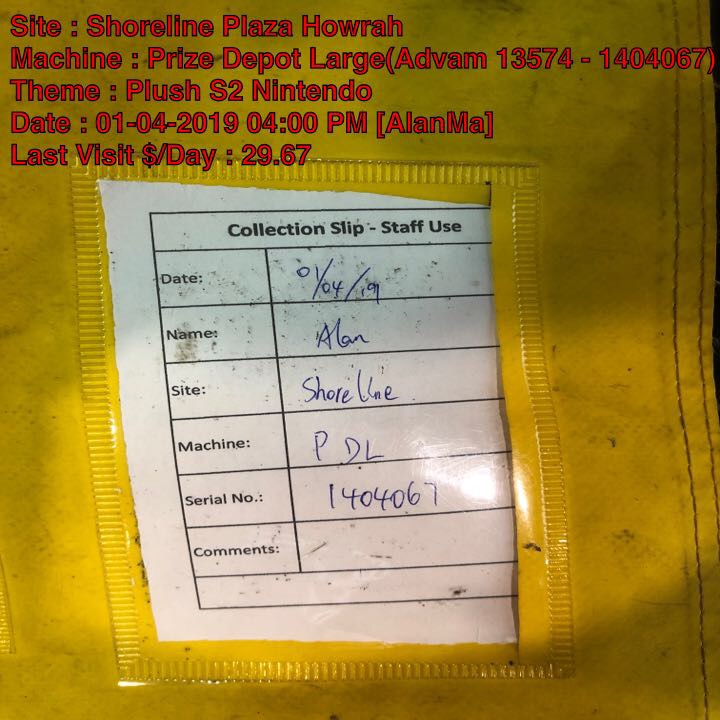 Site : Shoreline Plaza Howrah
Machine : Prize Depot Large(Advam 13574 - 1404067)
Theme : Plush S2 Nintendo
Date : 01-04-2019 04:00 PM [AlanMa]
Last Visit $/Day : 29.67
Collection Slip - Staff Use
Date: 01/04/19
Name: Alan
Site: Shoreline
Machine: PDL
Serial No.: 1404067
Comments: